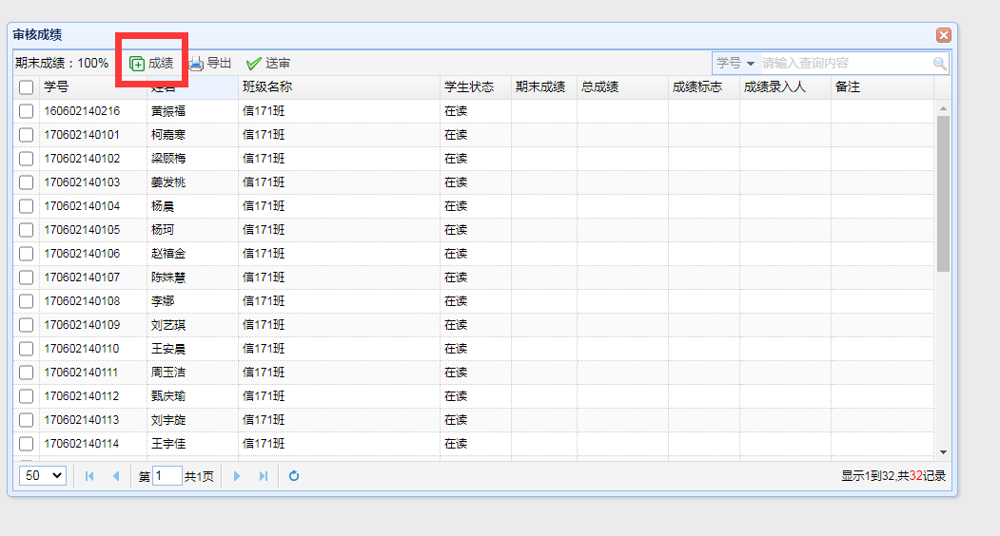 审核成绩
期末成绩：100% 成绩 导出 送审 学号 请输入查询内容
学号 姓名 班级名称 学生状态 期末成绩 总成绩 成绩标志 成绩录入人 备注
160602140216 黄振福 信171班 在读
170602140101 柯嘉寒 信171班 在读
170602140102 梁顾梅 信171班 在读
170602140103 姜发桃 信171班 在读
170602140104 杨晨 信171班 在读
170602140105 杨珂 信171班 在读
170602140106 赵禧金 信171班 在读
170602140107 陈姝慧 信171班 在读
170602140108 李娜 信171班 在读
170602140109 刘艺琪 信171班 在读
170602140110 王安晨 信171班 在读
170602140111 周玉洁 信171班 在读
170602140112 甄庆瑜 信171班 在读
170602140113 刘宇旋 信171班 在读
170602140114 王宇佳 信171班 在读
50 第 1 共1页 显示1到32,共32记录